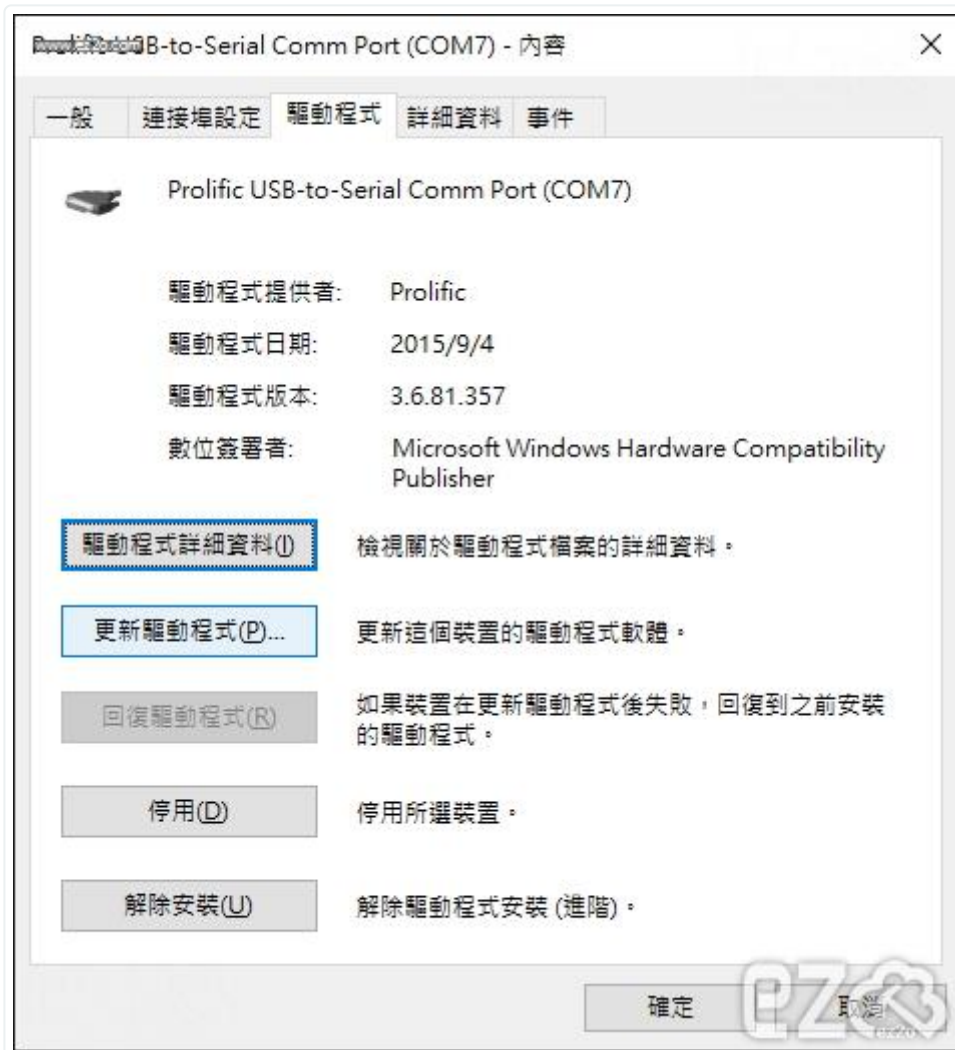 B-to-Serial Comm Port (COM7) - 內容
一般 連接埠設定 驅動程式 詳細資料 事件
Prolific USB-to-Serial Comm Port (COM7)
驅動程式提供者: Prolific
驅動程式日期: 2015/9/4
驅動程式版本: 3.6.81.357
數位簽署者: Microsoft Windows Hardware Compatibility
Publisher
驅動程式詳細資料(I) 檢視關於驅動程式檔案的詳細資料。
更新驅動程式(P)... 更新這個裝置的驅動程式軟體。
回復驅動程式(R) 如果裝置在更新驅動程式後失敗，回復到之前安裝
的驅動程式。
停用(D) 停用所選裝置。
解除安裝(U) 解除驅動程式安裝 (進階)。
確定 取消
ez
ez20